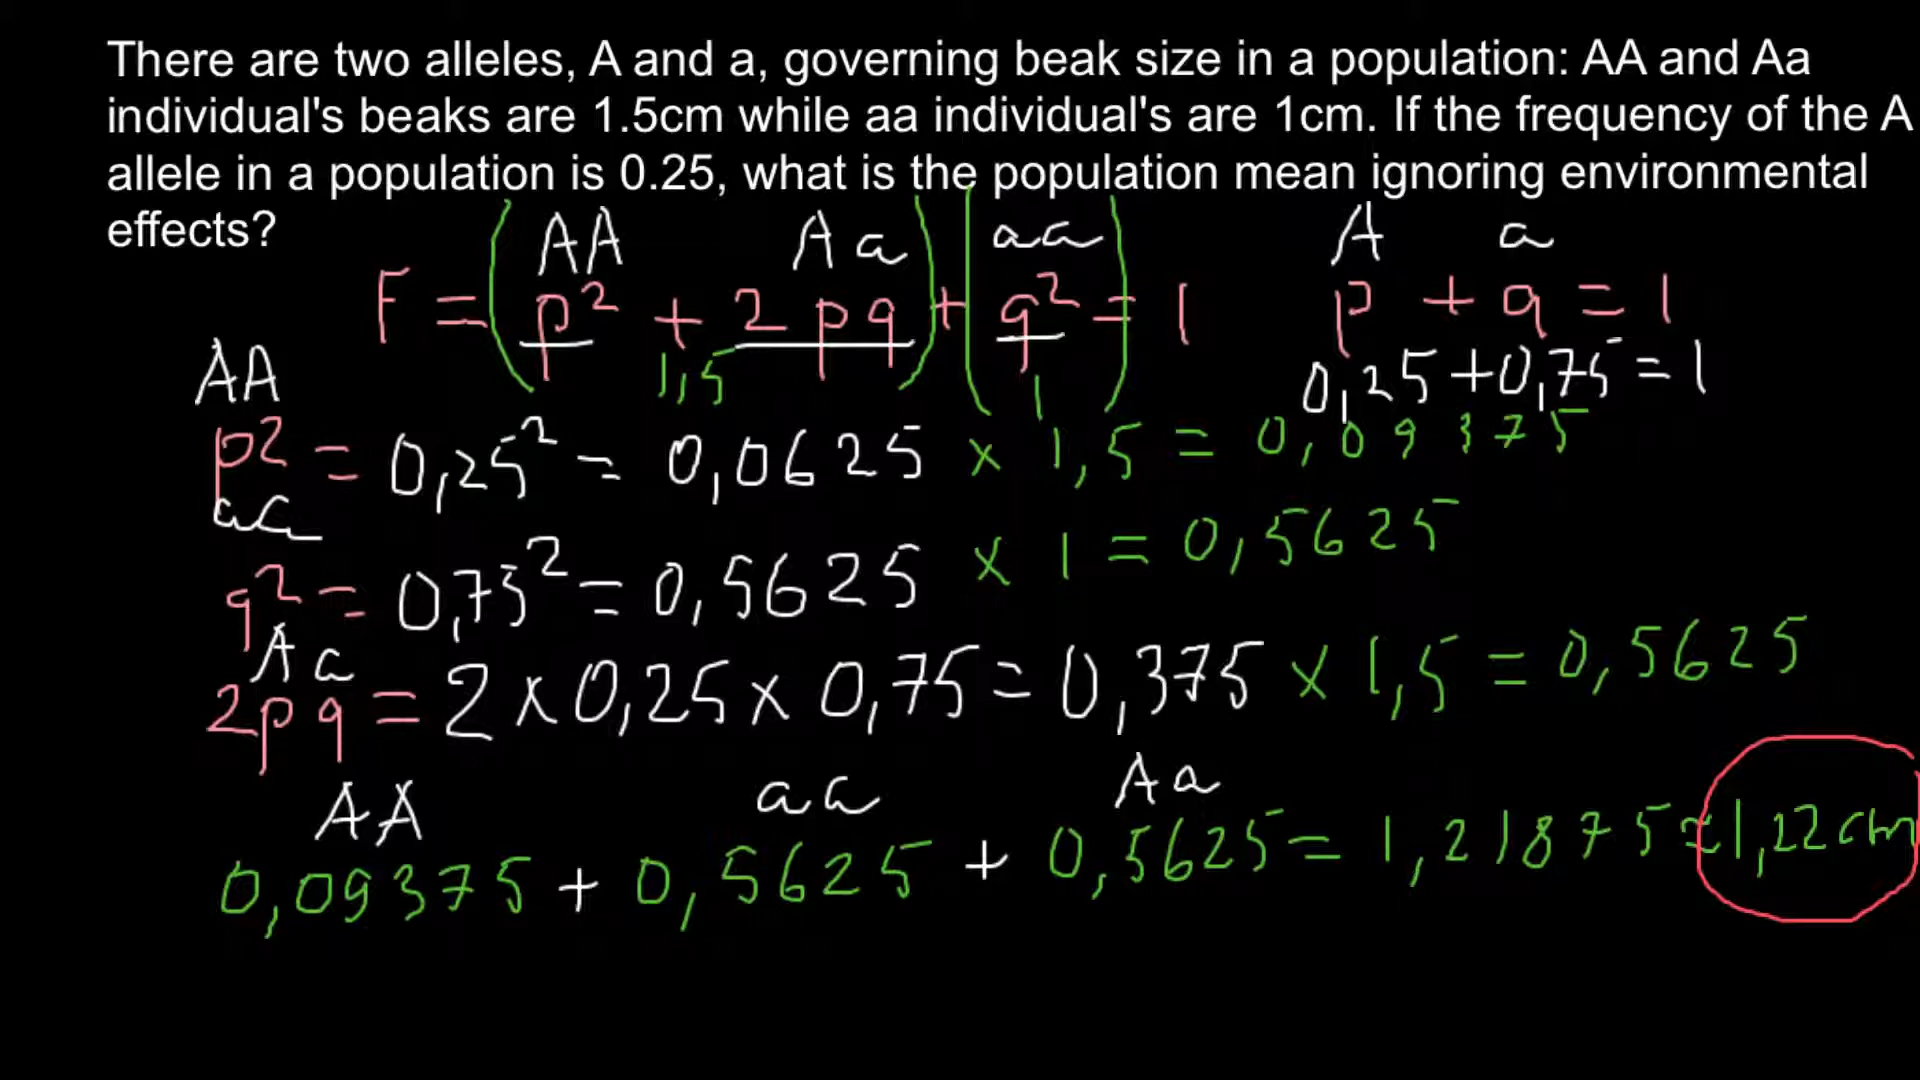 There are two alleles, A and a, governing beak size in a population: AA and Aa
individual's beaks are 1.5cm while aa individual's are 1cm. If the frequency of the A
allele in a population is 0.25, what is the population mean ignoring environmental
effects?
AA Aa aa A a
F = (p² + 2pq) + (q²) = 1 p + q = 1
1,5 1 0,25 + 0,75 = 1
AA
p2 = 0,25² = 0,0625 x 1,5 = 0,09375
aa
q2 = 0,75² = 0,5625 x 1 = 0,5625
Aa
2pq = 2 x 0,25 x 0,75 = 0,375 x 1,5 = 0,5625
AA aa Aa
0,09375 + 0,5625 + 0,5625 = 1,21875 ≈ 1,22 cm